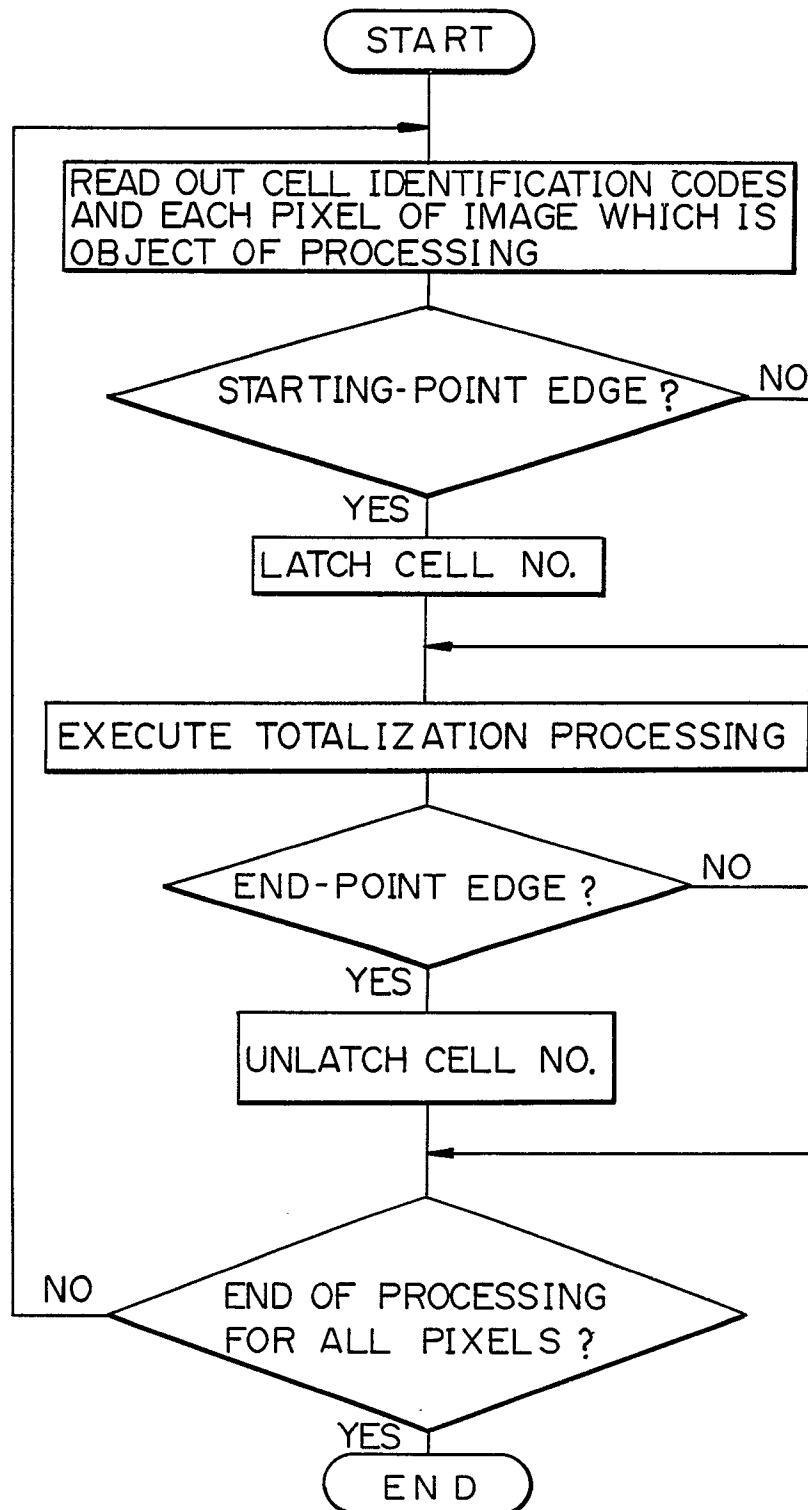 START
READ OUT CELL IDENTIFICATION CODES
AND EACH PIXEL OF IMAGE WHICH IS
OBJECT OF PROCESSING
STARTING-POINT EDGE?
NO
YES
LATCH CELL NO.
EXECUTE TOTALIZATION PROCESSING
END-POINT EDGE?
NO
YES
UNLATCH CELL NO.
NO
END OF PROCESSING
FOR ALL PIXELS?
YES
END